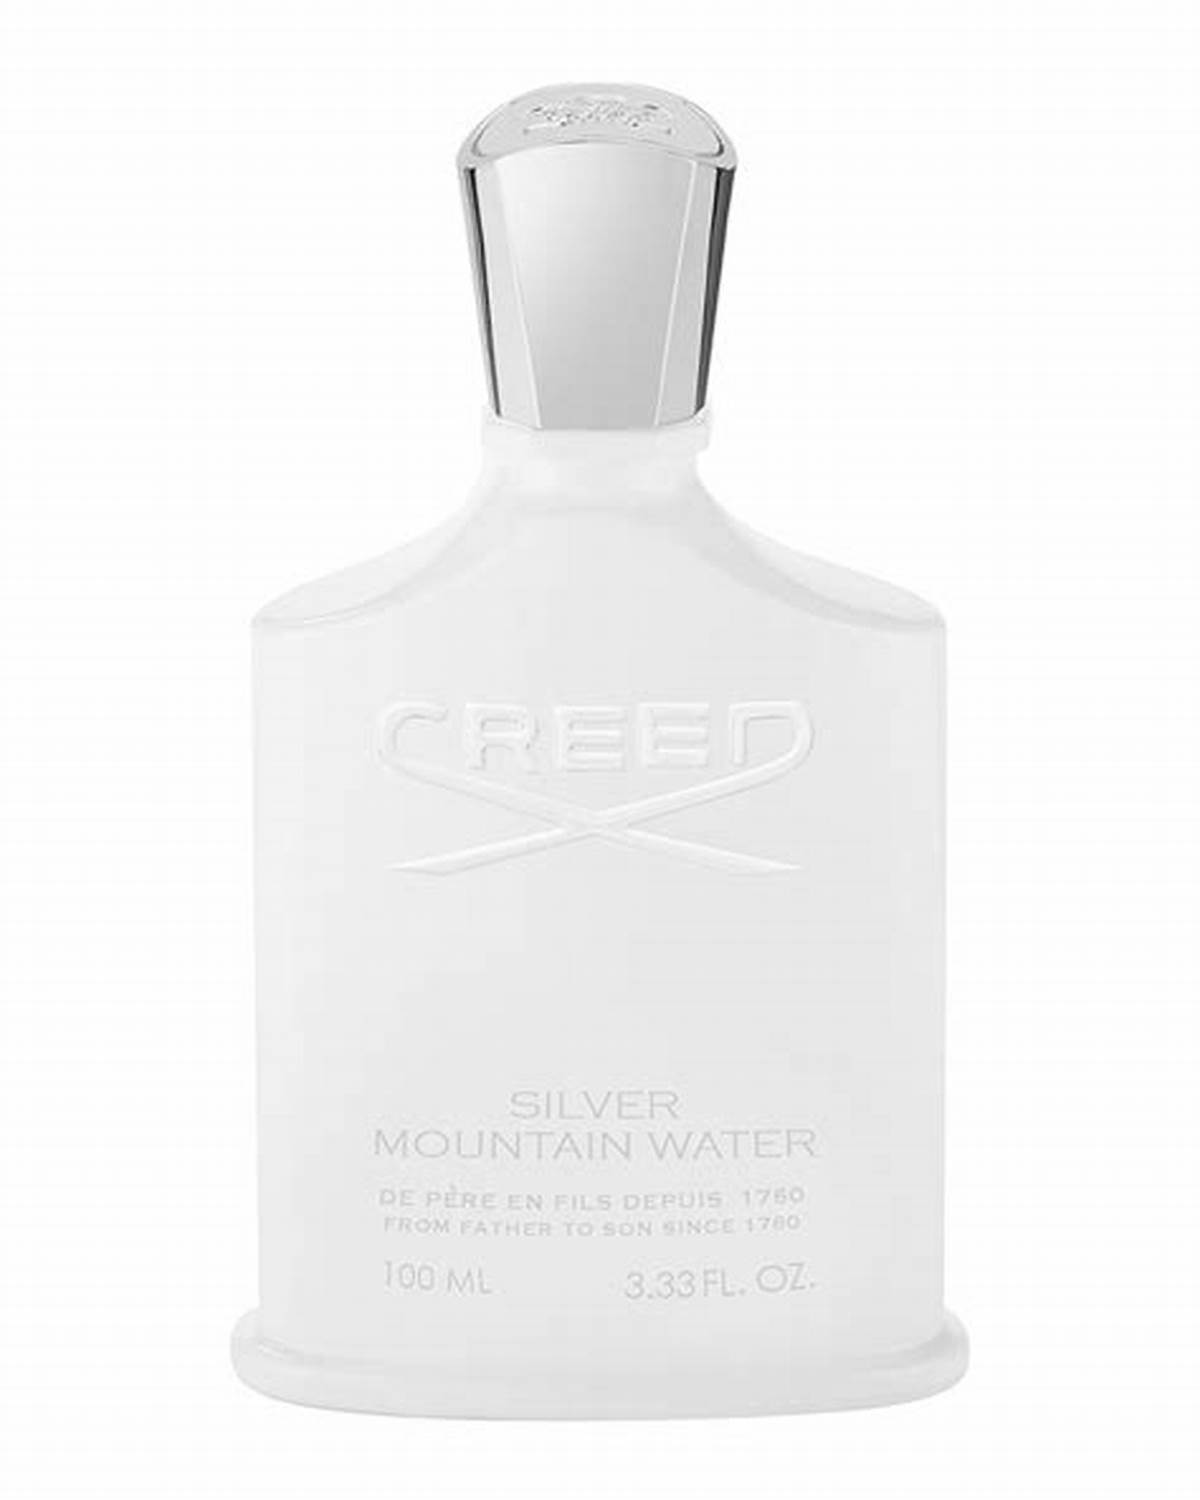 CREED
SILVER
MOUNTAIN WATER
DE PÈRE EN FILS DEPUIS 1760
FROM FATHER TO SON SINCE 1760
100 ML 3.33 FL. OZ.